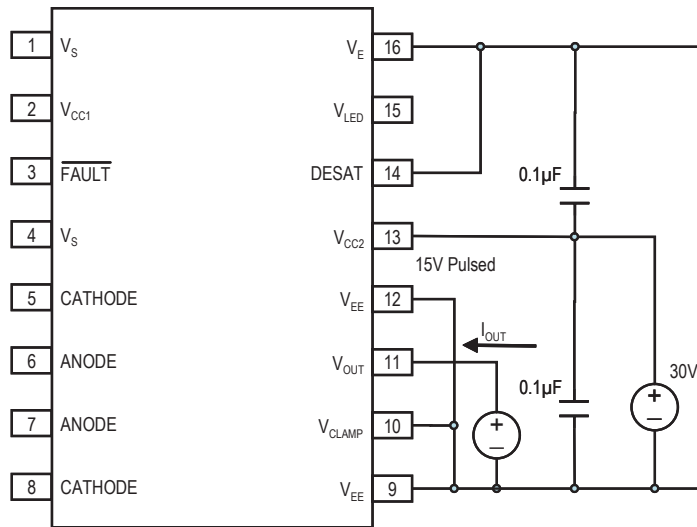 1 V_S V_E 16
2 V_CC1 V_LED 15
3 FAULT DESAT 14
0.1µF
4 V_S V_CC2 13
15V Pulsed
5 CATHODE V_EE 12
I_OUT
6 ANODE V_OUT 11
30V
0.1µF
+
−
7 ANODE V_CLAMP 10
+
−
8 CATHODE V_EE 9